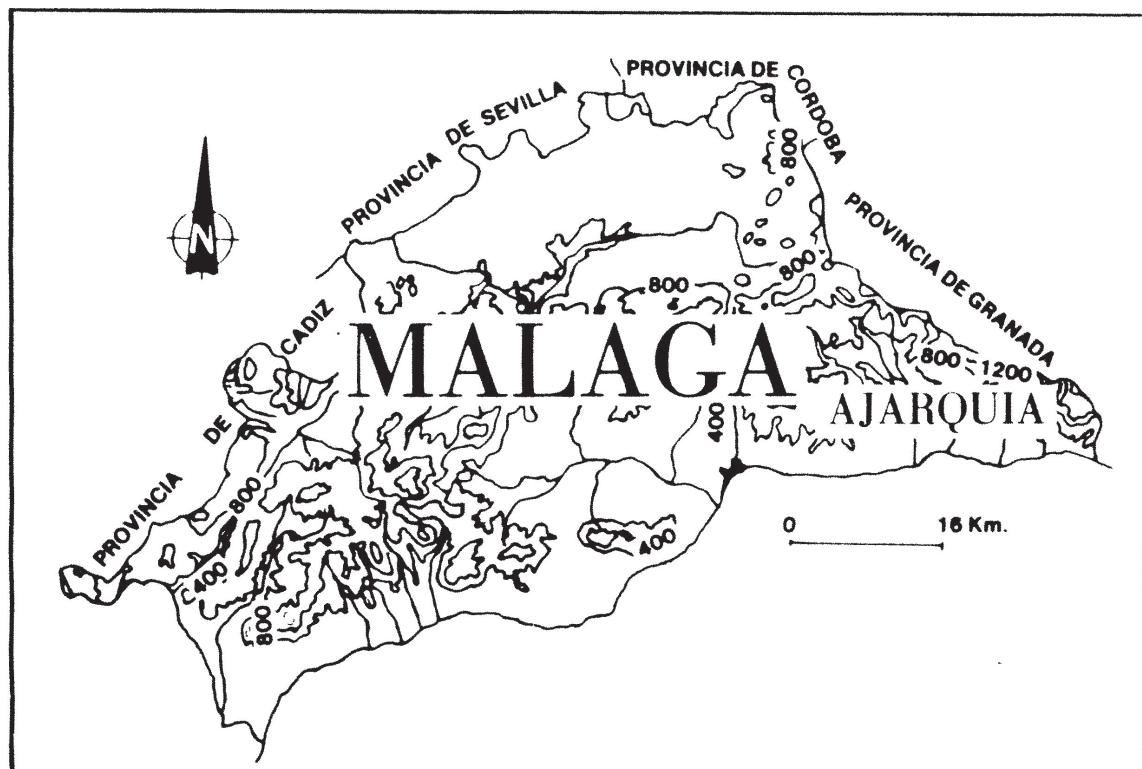 PROVINCIA DE CORDOBA
PROVINCIA DE SEVILLA
PROVINCIA DE GRANADA
PROVINCIA DE CADIZ
N
800
800
800
800
1200
MALAGA
AJARQUIA
400
800
400
400
800
0 16 Km.